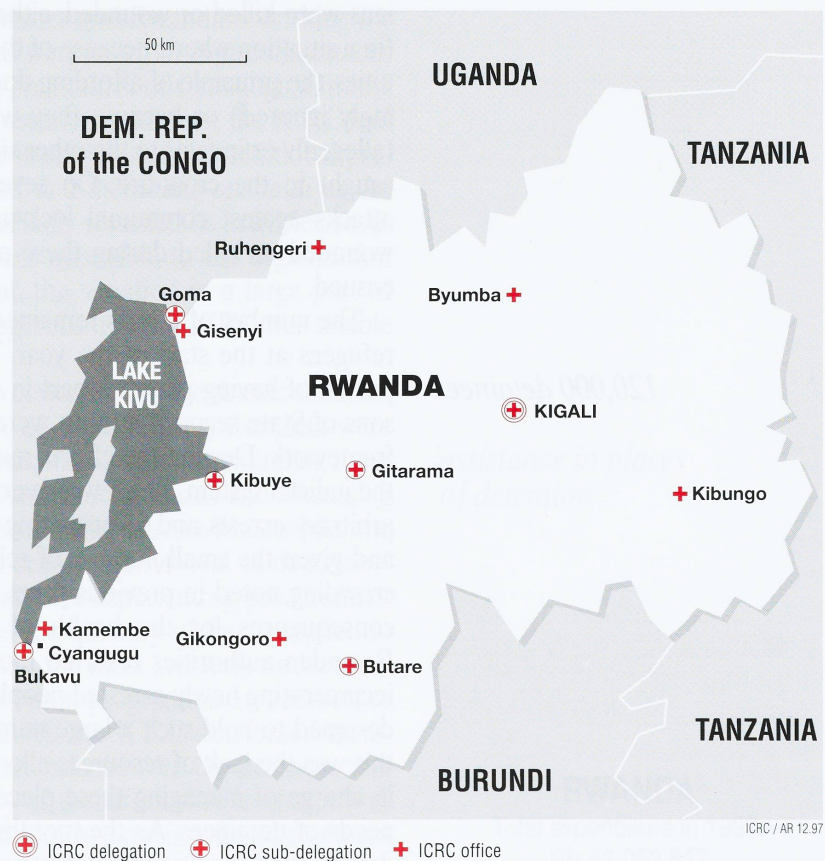 50 km
UGANDA
DEM. REP.
of the CONGO
TANZANIA
Ruhengeri
Goma
Byumba
Gisenyi
LAKE
KIVU
RWANDA
KIGALI
Gitarama
Kibuye
Kibungo
Kamembe
Gikongoro
Cyangugu
Butare
Bukavu
TANZANIA
BURUNDI
ICRC / AR 12.97
ICRC delegation
ICRC sub-delegation
ICRC office